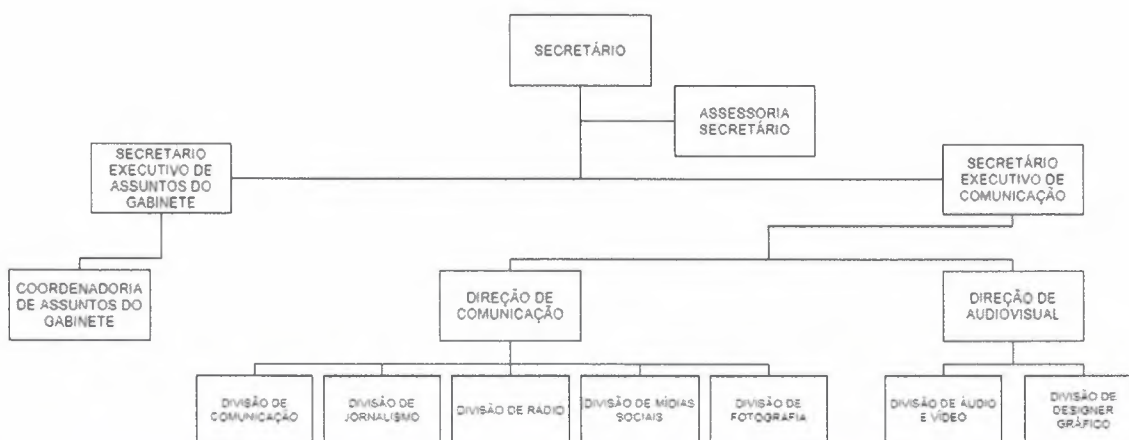 SECRETÁRIO
ASSESSORIA
SECRETÁRIO
SECRETARIO
EXECUTIVO DE
ASSUNTOS DO
GABINETE
SECRETÁRIO
EXECUTIVO DE
COMUNICAÇÃO
COORDENADORIA
DE ASSUNTOS DO
GABINETE
DIREÇÃO DE
COMUNICAÇÃO
DIREÇÃO DE
AUDIOVISUAL
DIVISÃO DE
COMUNICAÇÃO
DIVISÃO DE
JORNALISMO
DIVISÃO DE RÁDIO
DIVISÃO DE MÍDIAS
SOCIAIS
DIVISÃO DE
FOTOGRAFIA
DIVISÃO DE ÁUDIO
E VÍDEO
DIVISÃO DE
DESIGNER
GRÁFICO